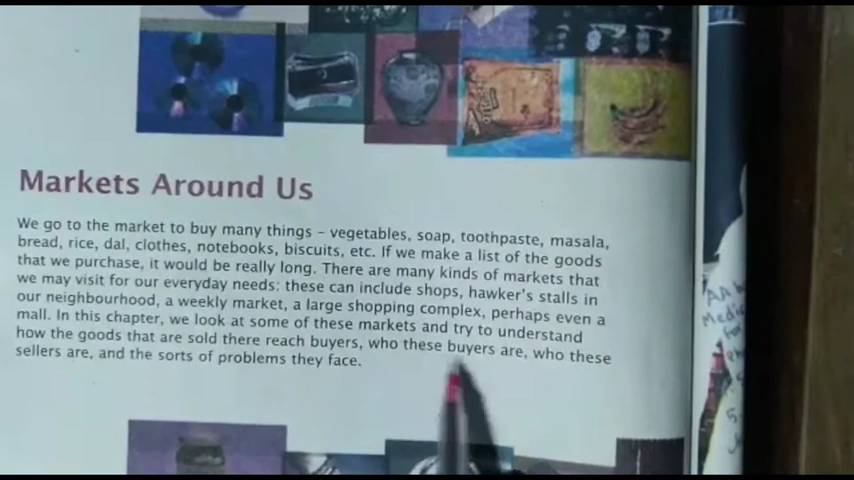 Markets Around Us
We go to the market to buy many things – vegetables, soap, toothpaste, masala,
bread, rice, dal, clothes, notebooks, biscuits, etc. If we make a list of the goods
that we purchase, it would be really long. There are many kinds of markets that
we may visit for our everyday needs: these can include shops, hawker's stalls in
our neighbourhood, a weekly market, a large shopping complex, perhaps even a
mall. In this chapter, we look at some of these markets and try to understand
how the goods that are sold there reach buyers, who these buyers are, who these
sellers are, and the sorts of problems they face.